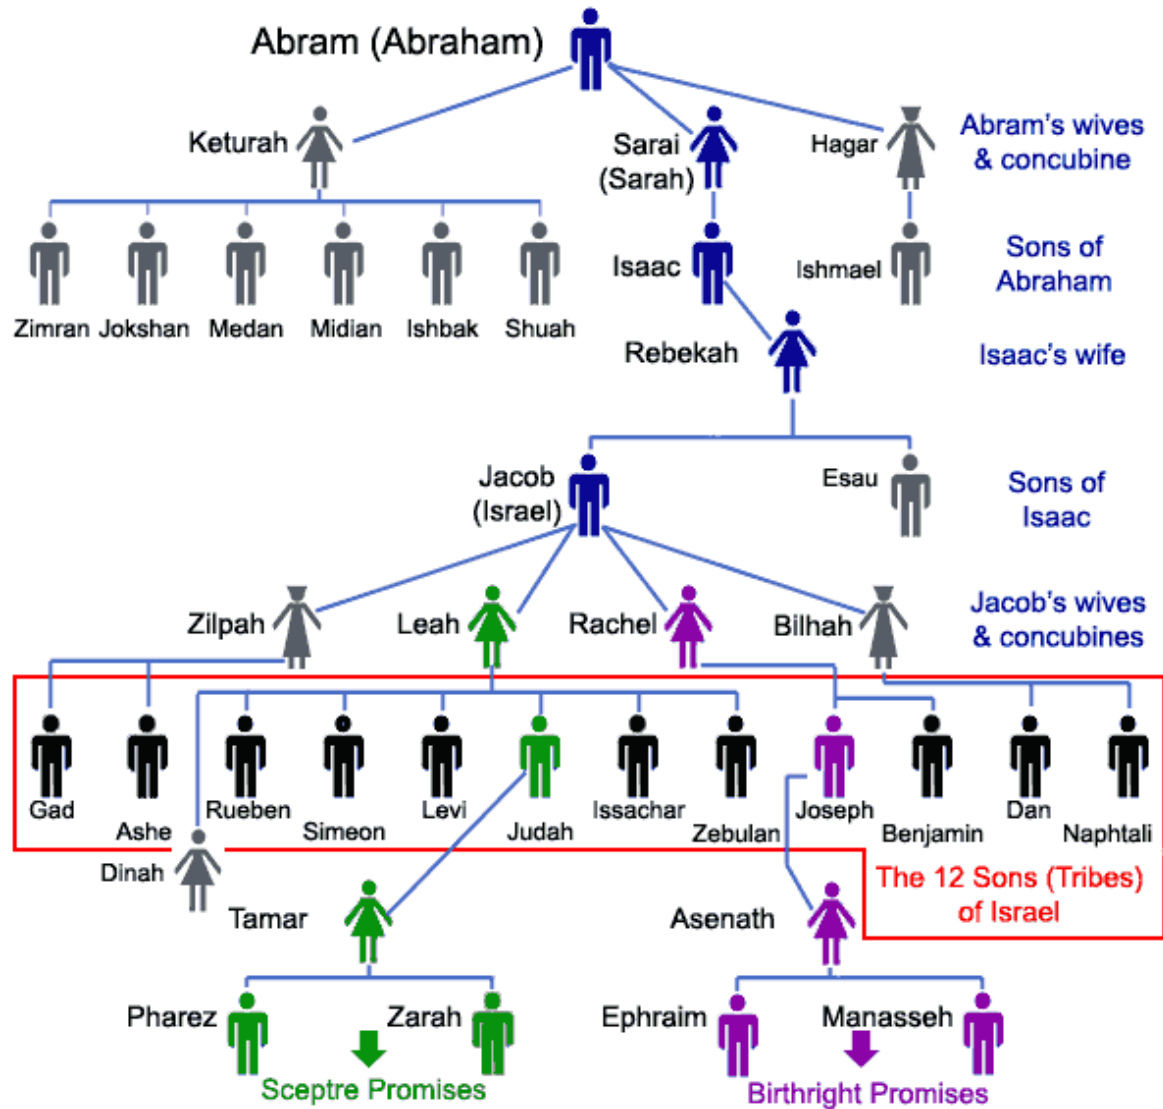 Abram (Abraham)
Keturah
Sarai
(Sarah)
Hagar
Abram's wives
& concubine
Isaac
Ishmael
Sons of
Abraham
Zimran
Jokshan
Medan
Midian
Ishbak
Shuah
Rebekah
Isaac's wife
Jacob
(Israel)
Esau
Sons of
Isaac
Zilpah
Leah
Rachel
Bilhah
Jacob's wives
& concubines
Gad
Ashe
Rueben
Simeon
Levi
Judah
Issachar
Zebulan
Joseph
Benjamin
Dan
Naphtali
Dinah
The 12 Sons (Tribes)
of Israel
Tamar
Asenath
Pharez
Zarah
Ephraim
Manasseh
Sceptre Promises
Birthright Promises